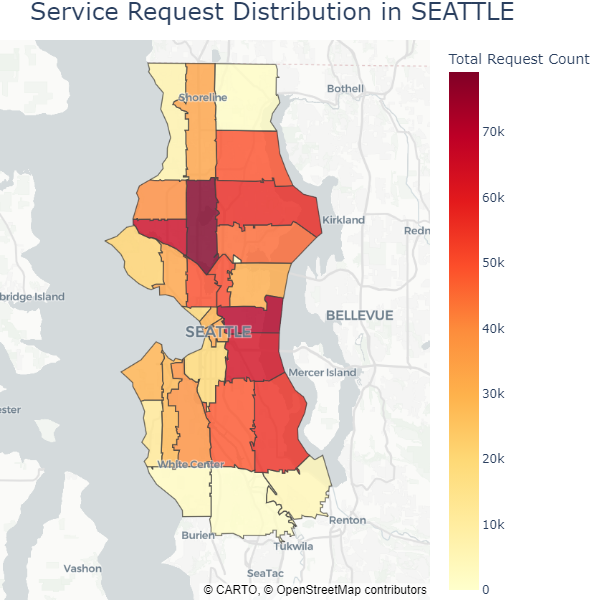 Service Request Distribution in SEATTLE
Total Request Count
70k
60k
50k
40k
30k
20k
10k
0
Bothell
Shoreline
Kirkland
Redm
bridge Island
SEATTLE
BELLEVUE
Mercer Island
ester
White Center
Renton
Burien
Tukwila
Vashon
SeaTac
© CARTO, © OpenStreetMap contributors